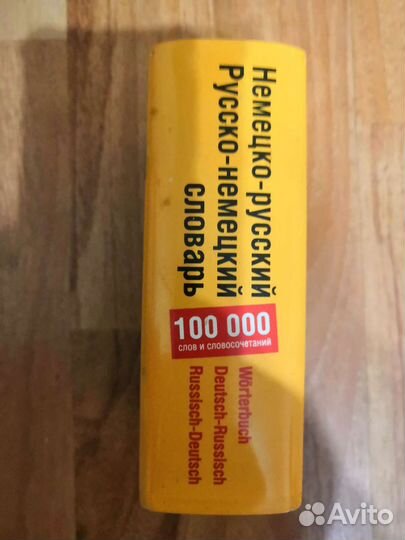 Немецко-русский
Русско-немецкий
словарь
100 000
слов и словосочетаний
Wörterbuch
Deutsch-Russisch
Russisch-Deutsch
Avito